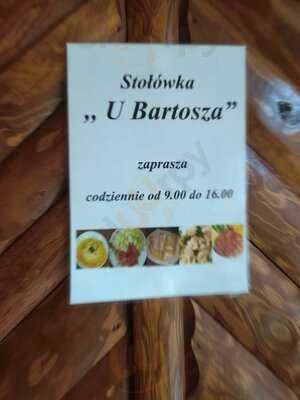 Stołówka
„ U Bartosza”
zaprasza
codziennie od 9.00 do 16.00